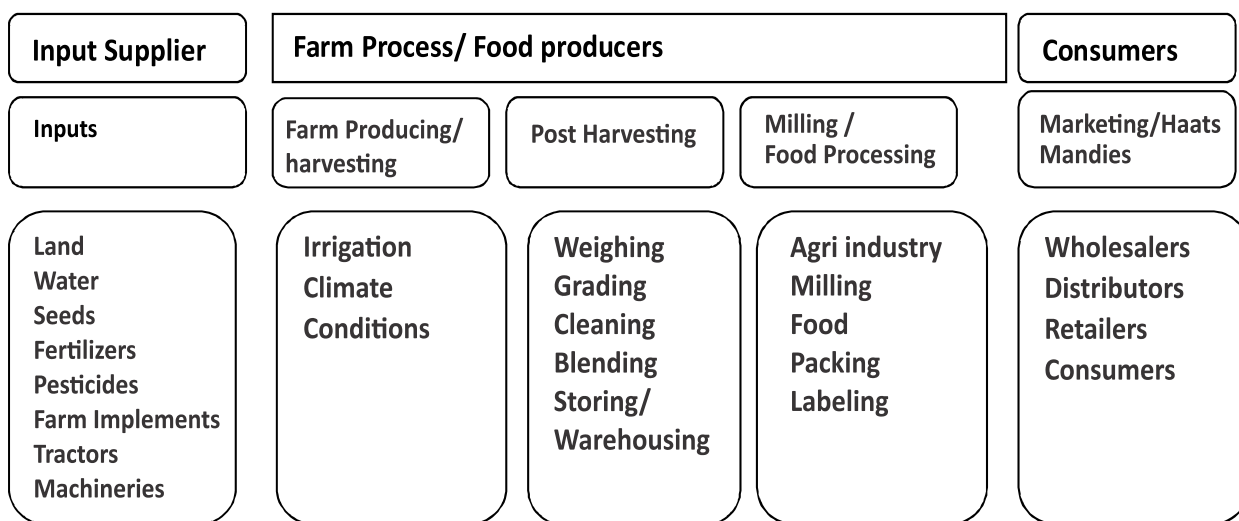 Input Supplier
Farm Process/ Food producers
Consumers
Inputs
Farm Producing/
harvesting
Post Harvesting
Milling /
Food Processing
Marketing/Haats
Mandies
Land
Water
Seeds
Fertilizers
Pesticides
Farm Implements
Tractors
Machineries
Irrigation
Climate
Conditions
Weighing
Grading
Cleaning
Blending
Storing/
Warehousing
Agri industry
Milling
Food
Packing
Labeling
Wholesalers
Distributors
Retailers
Consumers